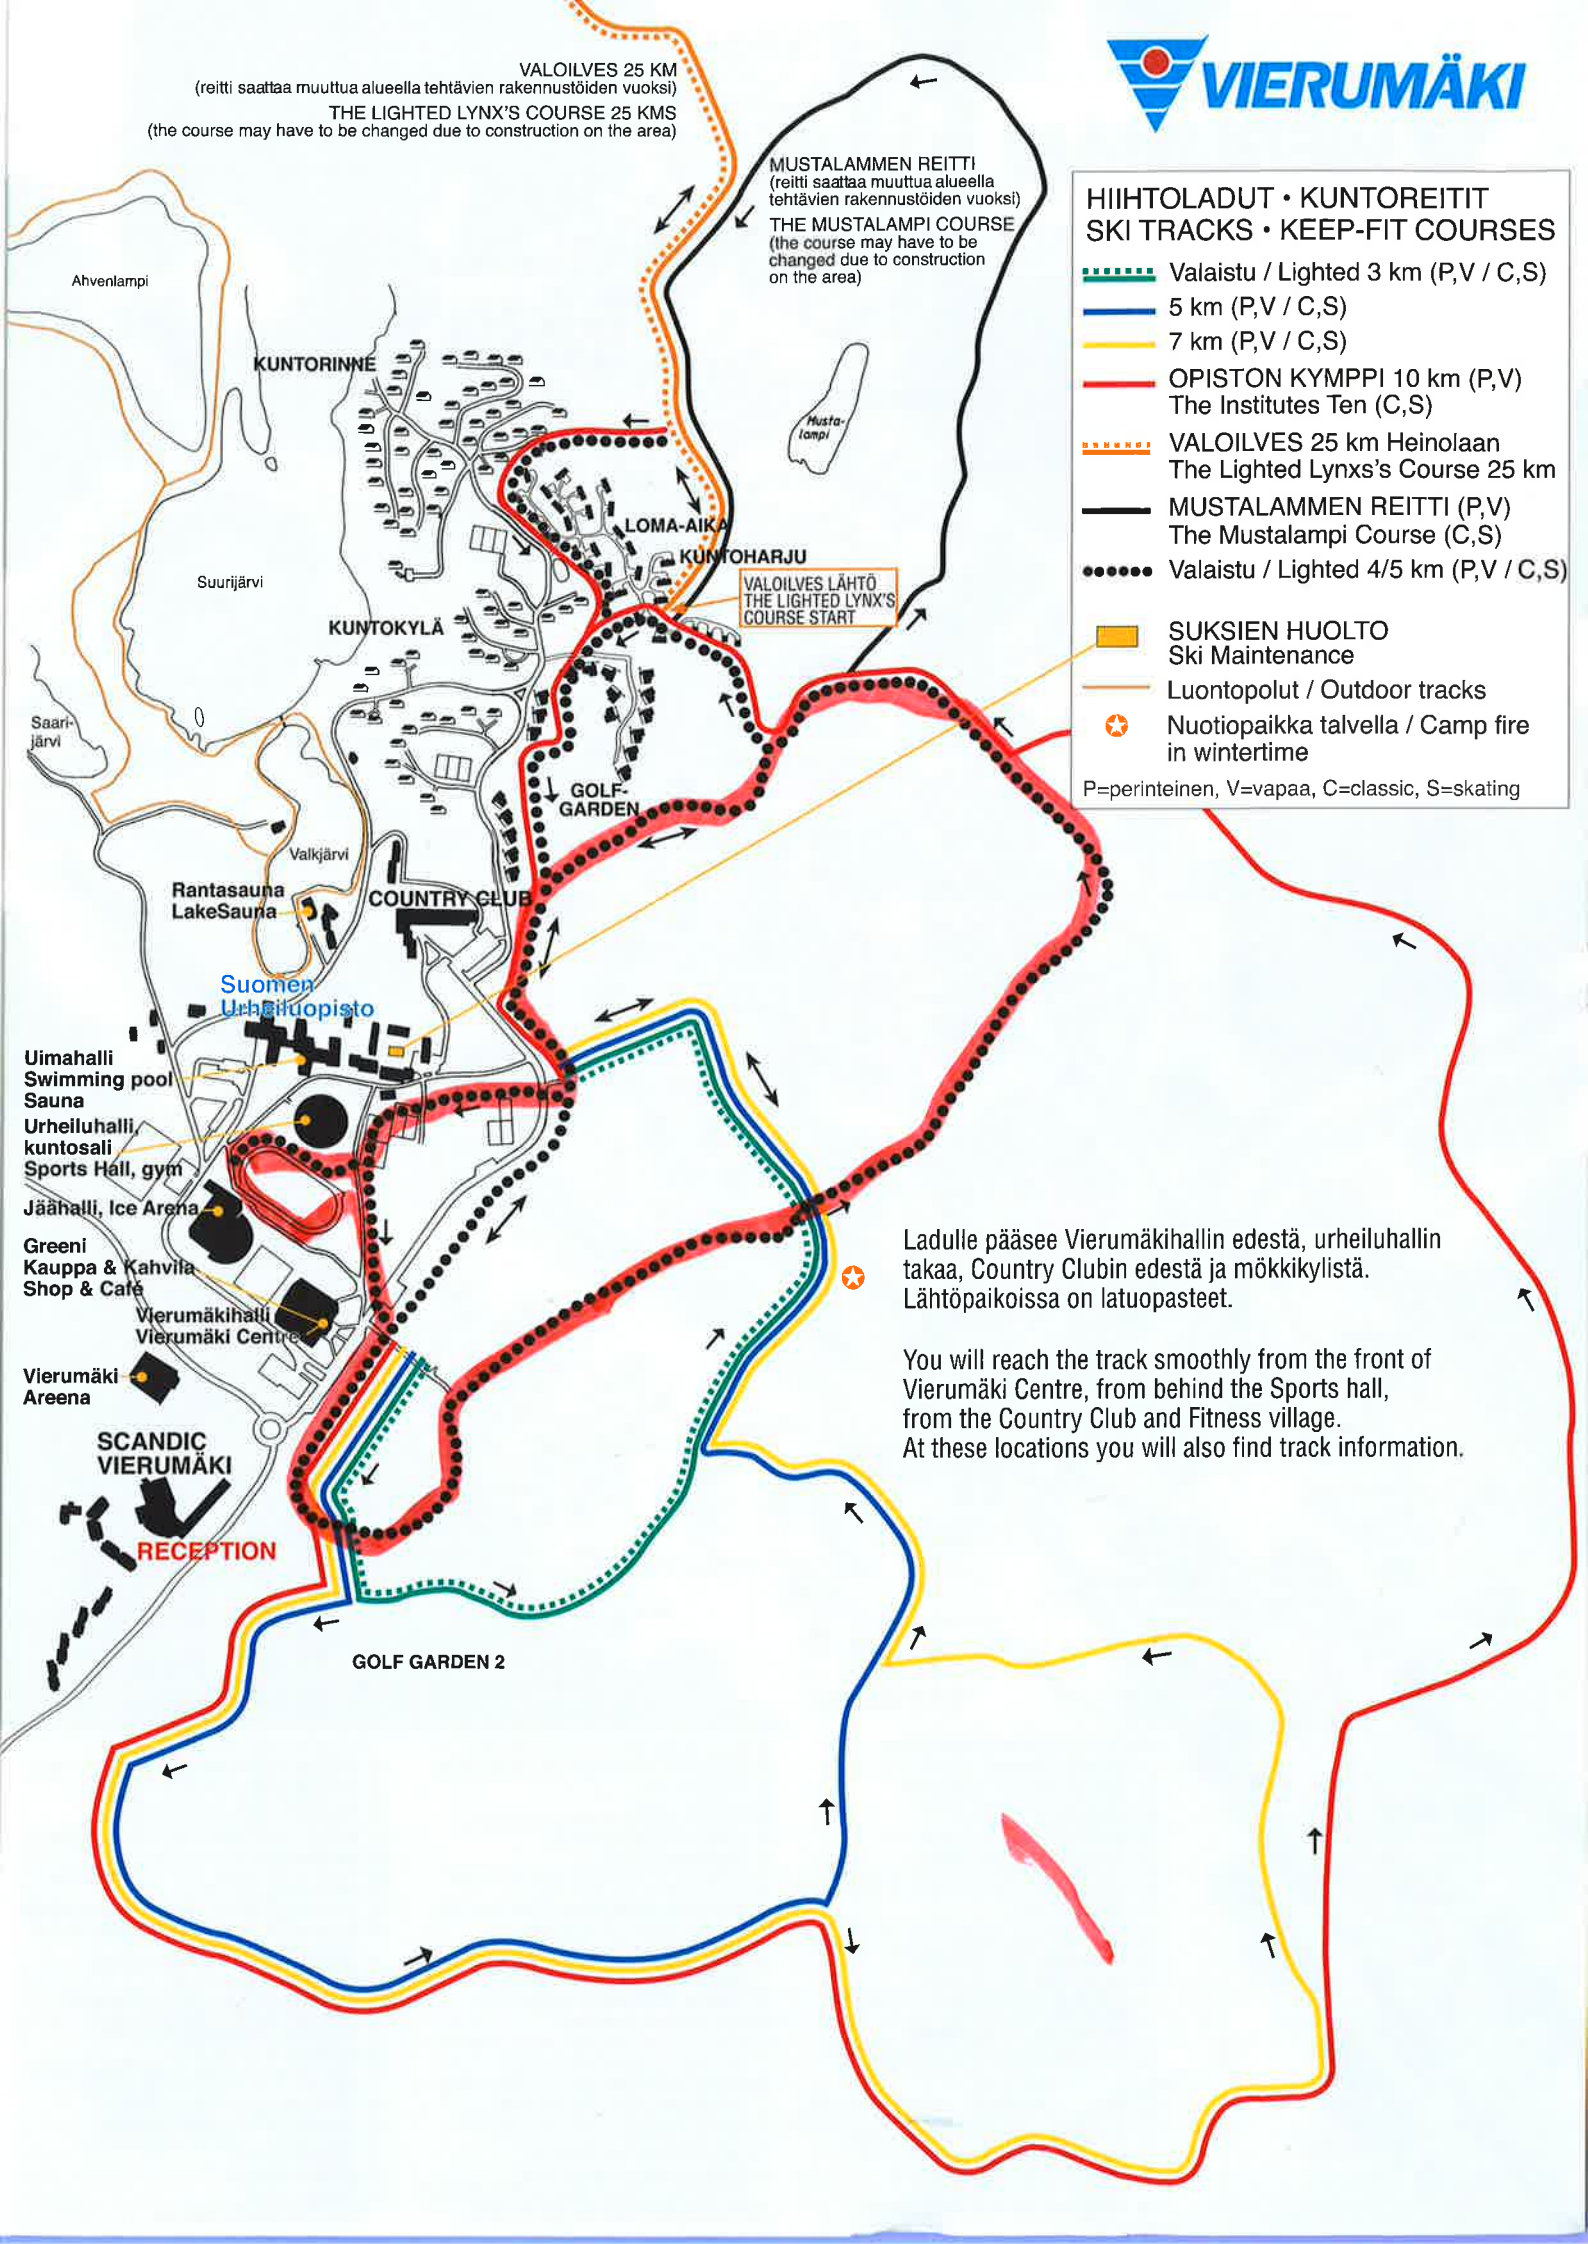 VALOILVES 25 KM
(reitti saattaa muuttua alueella tehtävien rakennustöiden vuoksi)
THE LIGHTED LYNX'S COURSE 25 KMS
(the course may have to be changed due to construction on the area)
VIERUMÄKI
MUSTALAMMEN REITTI
(reitti saattaa muuttua alueella
tehtävien rakennustöiden vuoksi)
THE MUSTALAMPI COURSE
(the course may have to be
changed due to construction
on the area)
HIIHTOLADUT • KUNTOREITIT
SKI TRACKS • KEEP-FIT COURSES
Valaistu / Lighted 3 km (P,V / C,S)
5 km (P,V / C,S)
7 km (P,V / C,S)
OPISTON KYMPPI 10 km (P,V)
The Institutes Ten (C,S)
VALOILVES 25 km Heinolaan
The Lighted Lynxs's Course 25 km
MUSTALAMMEN REITTI (P,V)
The Mustalampi Course (C,S)
Valaistu / Lighted 4/5 km (P,V / C,S)
SUKSIEN HUOLTO
Ski Maintenance
Luontopolut / Outdoor tracks
Nuotiopaikka talvella / Camp fire
in wintertime
P=perinteinen, V=vapaa, C=classic, S=skating
Ahvenlampi
KUNTORINNE
Musta-
lampi
LOMA-AIKA
KUNTOHARJU
VALOILVES LÄHTÖ
THE LIGHTED LYNX'S
COURSE START
Suurijärvi
KUNTOKYLÄ
Saari-
järvi
GOLF-
GARDEN
Valkjärvi
Rantasauna
LakeSauna
COUNTRY CLUB
Suomen
Urheiluopisto
Uimahalli
Swimming pool
Sauna
Urheiluhalli,
kuntosali
Sports Hall, gym
Jäähalli, Ice Arena
Greeni
Kauppa & Kahvila
Shop & Café
Vierumäkihalli
Vierumäki Centre
Vierumäki
Areena
SCANDIC
VIERUMÄKI
RECEPTION
Ladulle pääsee Vierumäkihallin edestä, urheiluhallin
takaa, Country Clubin edestä ja mökkikylistä.
Lähtöpaikoissa on latuopasteet.
You will reach the track smoothly from the front of
Vierumäki Centre, from behind the Sports hall,
from the Country Club and Fitness village.
At these locations you will also find track information.
GOLF GARDEN 2